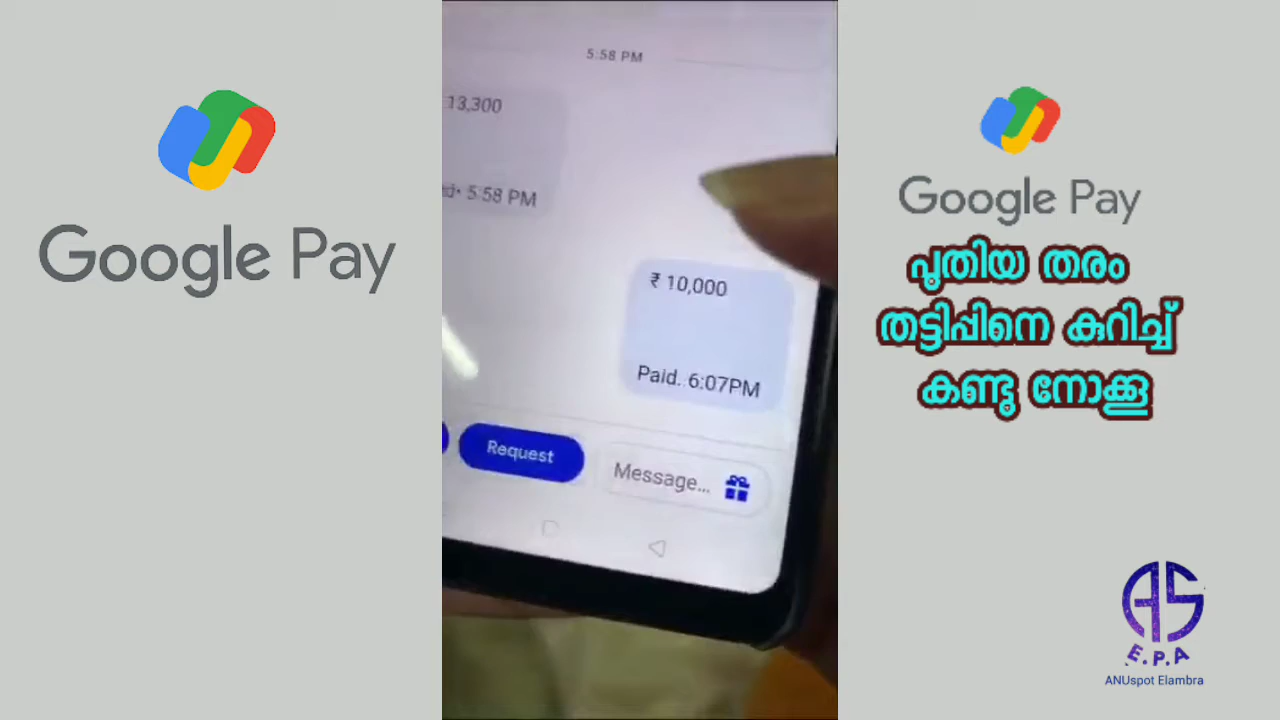 Google Pay
5:58 PM
13,300
5:58 PM
₹ 10,000
Paid..6:07PM
Request
Message...
Google Pay
പുതിയ തരം
തട്ടിപ്പിനെ കുറിച്ച്
കണ്ടു നോക്കൂ
AS
E.P.A
ANUspot Elambra